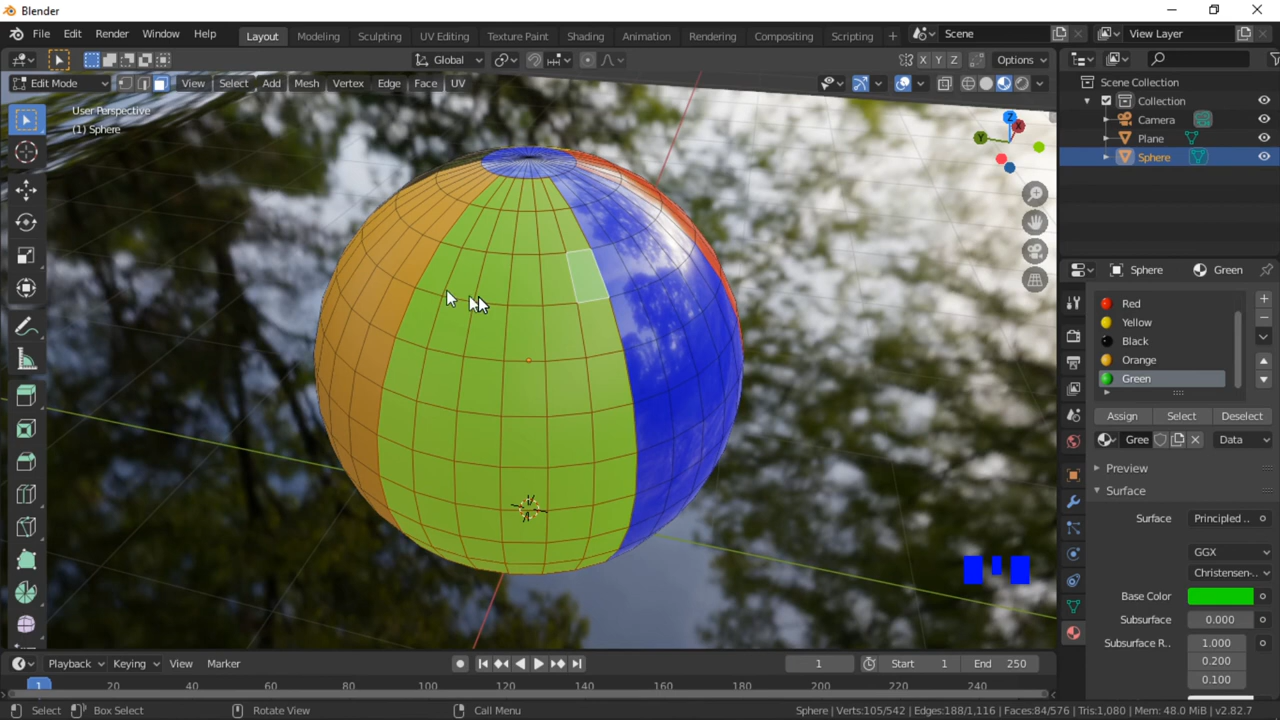 Blender
File Edit Render Window Help Layout Modeling Sculpting UV Editing Texture Paint Shading Animation Rendering Compositing Scripting + Scene View Layer
Global X Y Z Options
Edit Mode View Select Add Mesh Vertex Edge Face UV
User Perspective
(1) Sphere
Z
X
Y
Scene Collection
Collection
Camera
Plane
Sphere
Sphere Green
Red
Yellow
Black
Orange
Green
Assign Select Deselect
Gree Data
Preview
Surface
Surface Principled ..
GGX
Christensen-..
Base Color
Subsurface 0.000
Subsurface R.. 1.000
0.200
0.100
Playback Keying View Marker 1 Start 1 End 250
1 20 40 60 80 100 120 140 160 180 200 220 240
Select Box Select Rotate View Call Menu Sphere | Verts:105/542 | Edges:188/1,116 | Faces:84/576 | Tris:1,080 | Mem: 48.0 MiB | v2.82.7